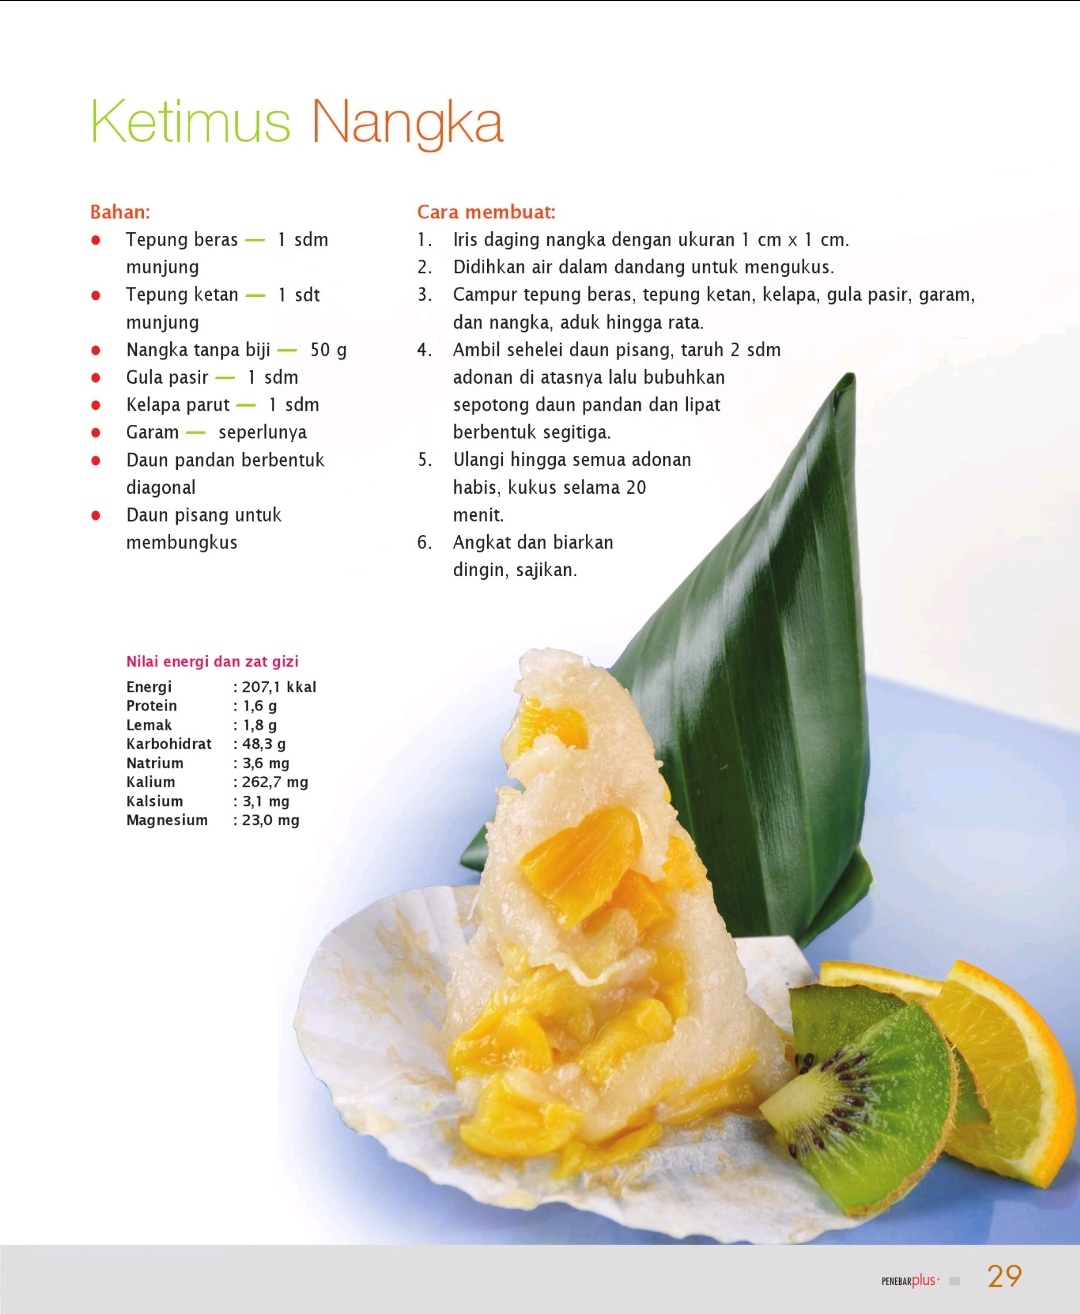 Ketimus Nangka
Bahan:
● Tepung beras — 1 sdm
munjung
● Tepung ketan — 1 sdt
munjung
● Nangka tanpa biji — 50 g
● Gula pasir — 1 sdm
● Kelapa parut — 1 sdm
● Garam — seperlunya
● Daun pandan berbentuk
diagonal
● Daun pisang untuk
membungkus
Cara membuat:
1. Iris daging nangka dengan ukuran 1 cm x 1 cm.
2. Didihkan air dalam dandang untuk mengukus.
3. Campur tepung beras, tepung ketan, kelapa, gula pasir, garam,
dan nangka, aduk hingga rata.
4. Ambil sehelei daun pisang, taruh 2 sdm
adonan di atasnya lalu bubuhkan
sepotong daun pandan dan lipat
berbentuk segitiga.
5. Ulangi hingga semua adonan
habis, kukus selama 20
menit.
6. Angkat dan biarkan
dingin, sajikan.
Nilai energi dan zat gizi
Energi : 207,1 kkal
Protein : 1,6 g
Lemak : 1,8 g
Karbohidrat : 48,3 g
Natrium : 3,6 mg
Kalium : 262,7 mg
Kalsium : 3,1 mg
Magnesium : 23,0 mg
PENEBAR plus+ 29